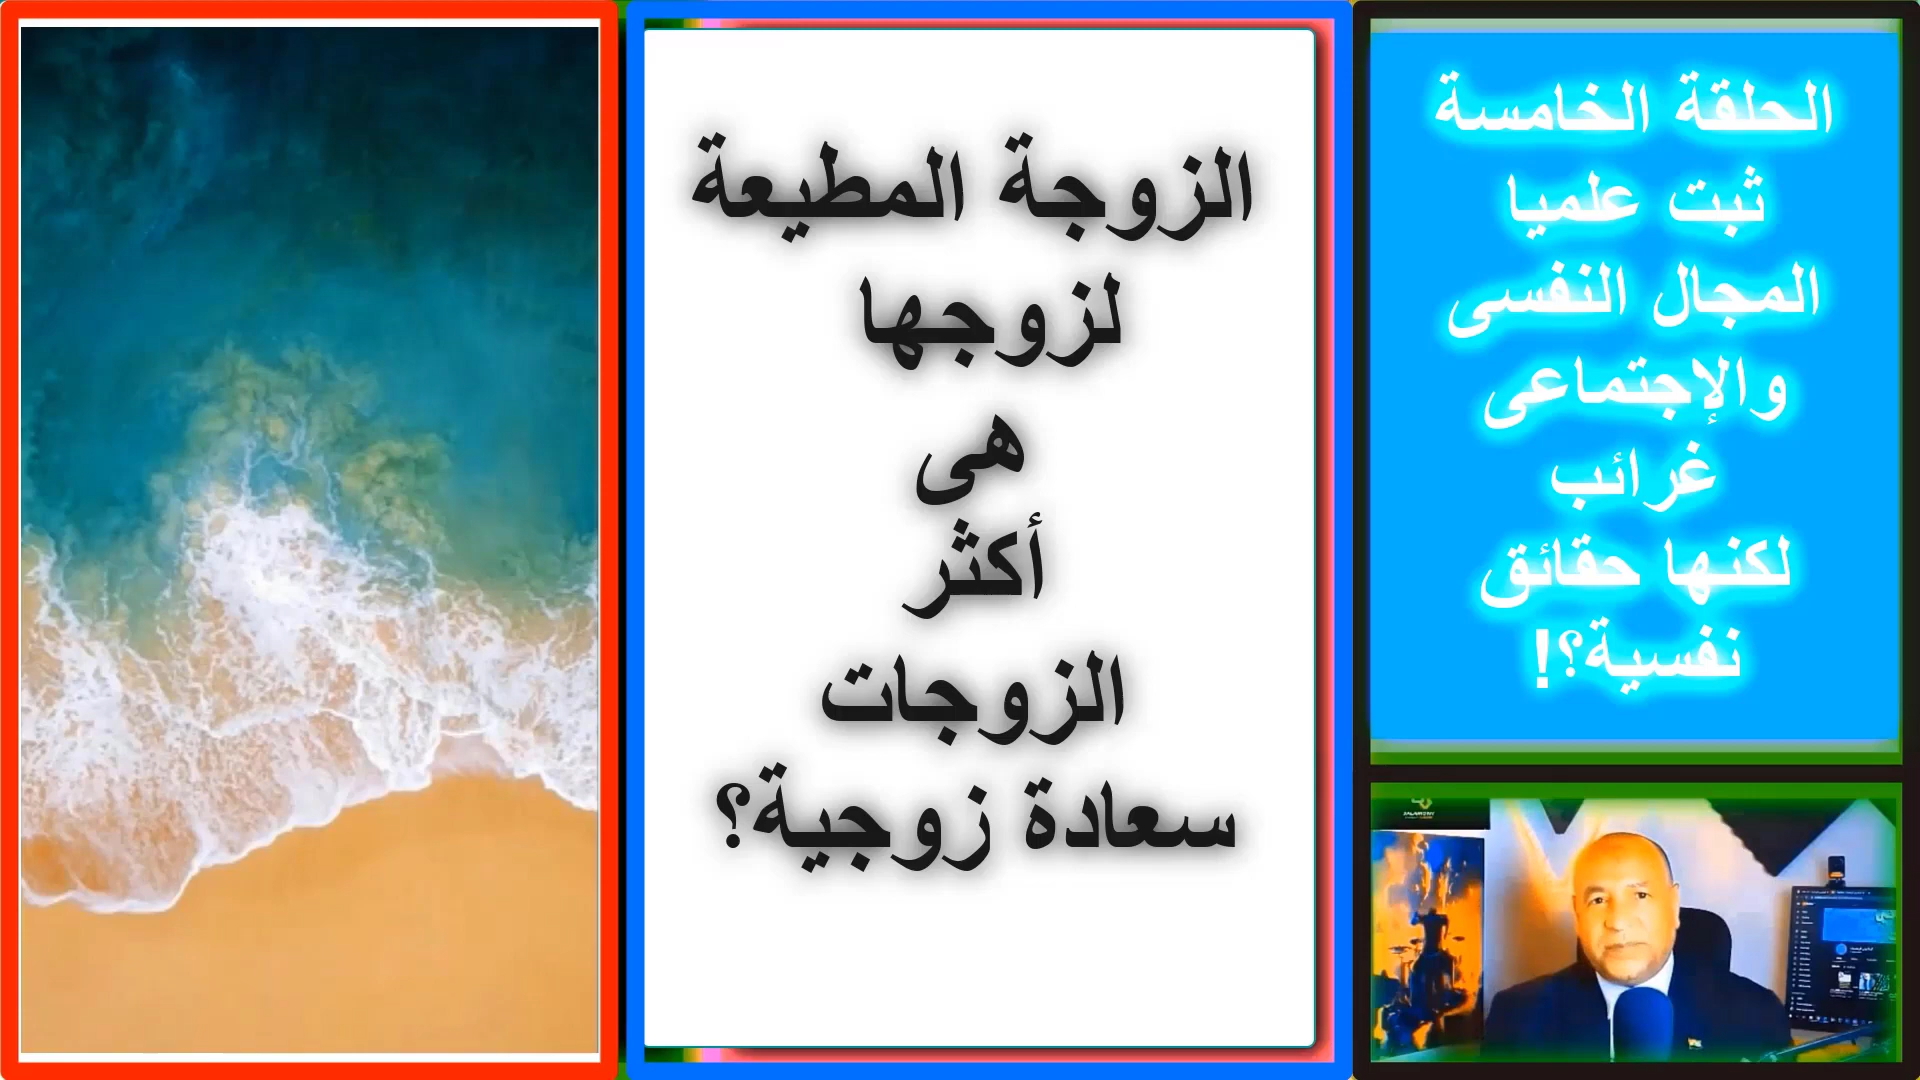 الحلقة الخامسة
ثبت علميا
المجال النفسى
والإجتماعى
غرائب
لكنها حقائق
نفسية؟!
الزوجة المطيعة
لزوجها
هى
أكثر
الزوجات
سعادة زوجية؟